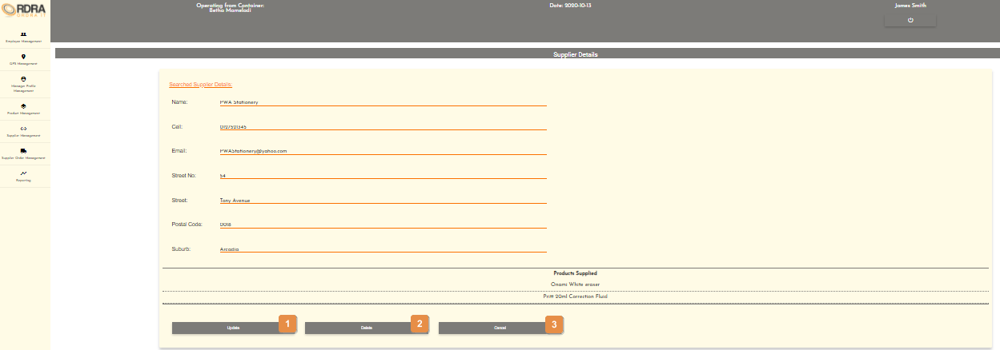 ORDRA
ORDRA IT
Operating from Container:
Betha Mamelodi
Date: 2020-10-13
James Smith
Employee Management
GPS Management
Manager Profile
Management
Product Management
Supplier Management
Supplier Order Management
Reporting
Supplier Details
Searched Supplier Details:
Name: PWA Stationery
Cell: 0127521345
Email: PWAStationery@yahoo.com
Street No: 54
Street: Tony Avenue
Postal Code: 0018
Suburb: Arcadia
Products Supplied
Onami White eraser
Pritt 20ml Correction Fluid
Update 1 Delete 2 Cancel 3